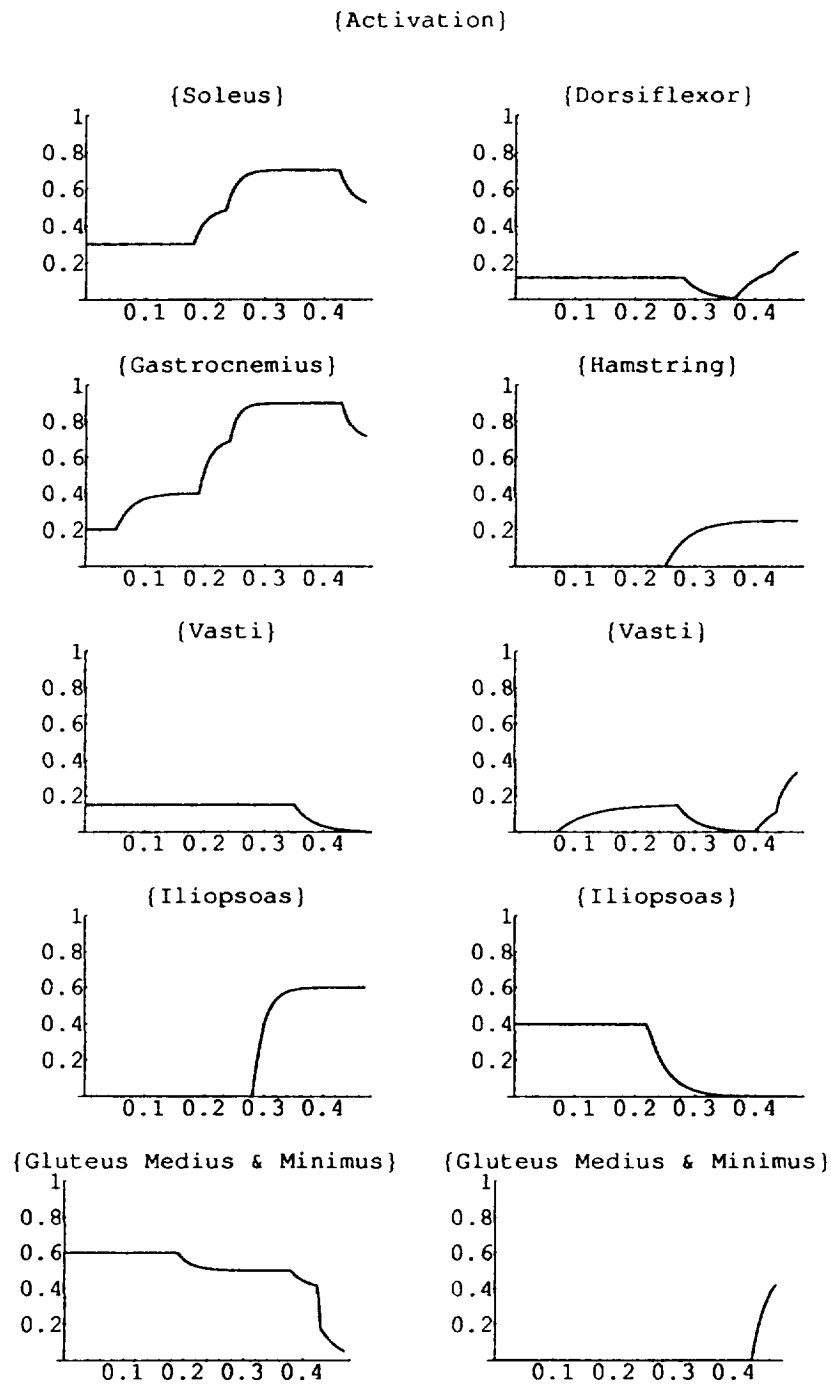 {Activation}
{Soleus} {Dorsiflexor}
1 1
0.8 0.8
0.6 0.6
0.4 0.4
0.2 0.2
0.1 0.2 0.3 0.4 0.1 0.2 0.3 0.4
{Gastrocnemius} {Hamstring}
1 1
0.8 0.8
0.6 0.6
0.4 0.4
0.2 0.2
0.1 0.2 0.3 0.4 0.1 0.2 0.3 0.4
{Vasti} {Vasti}
1 1
0.8 0.8
0.6 0.6
0.4 0.4
0.2 0.2
0.1 0.2 0.3 0.4 0.1 0.2 0.3 0.4
{Iliopsoas} {Iliopsoas}
1 1
0.8 0.8
0.6 0.6
0.4 0.4
0.2 0.2
0.1 0.2 0.3 0.4 0.1 0.2 0.3 0.4
{Gluteus Medius & Minimus} {Gluteus Medius & Minimus}
1 1
0.8 0.8
0.6 0.6
0.4 0.4
0.2 0.2
0.1 0.2 0.3 0.4 0.1 0.2 0.3 0.4